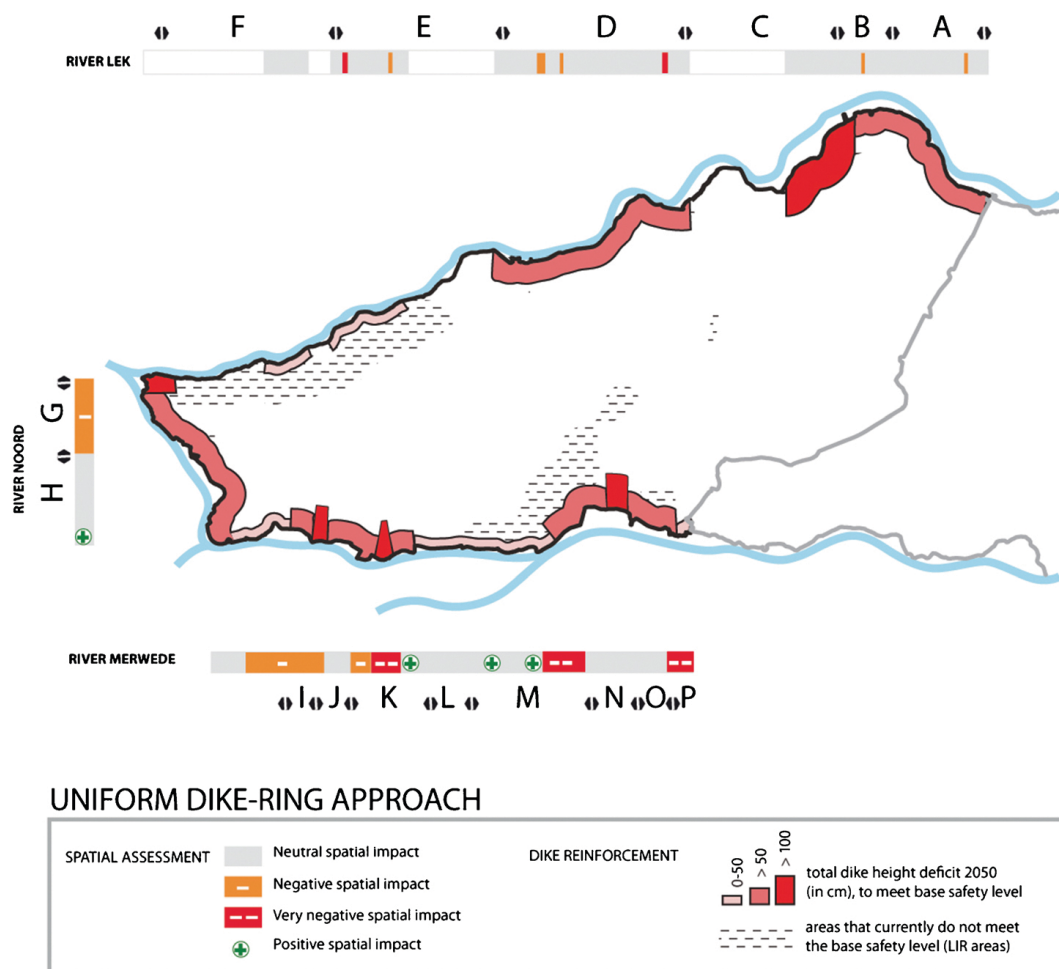 F E D C B A
RIVER LEK
G
H
RIVER NOORD
RIVER MERWEDE
I J K L M N O P
UNIFORM DIKE-RING APPROACH
SPATIAL ASSESSMENT
Neutral spatial impact
Negative spatial impact
Very negative spatial impact
Positive spatial impact
DIKE REINFORCEMENT
0-50
> 50
> 100
total dike height deficit 2050
(in cm), to meet base safety level
areas that currently do not meet
the base safety level (LIR areas)